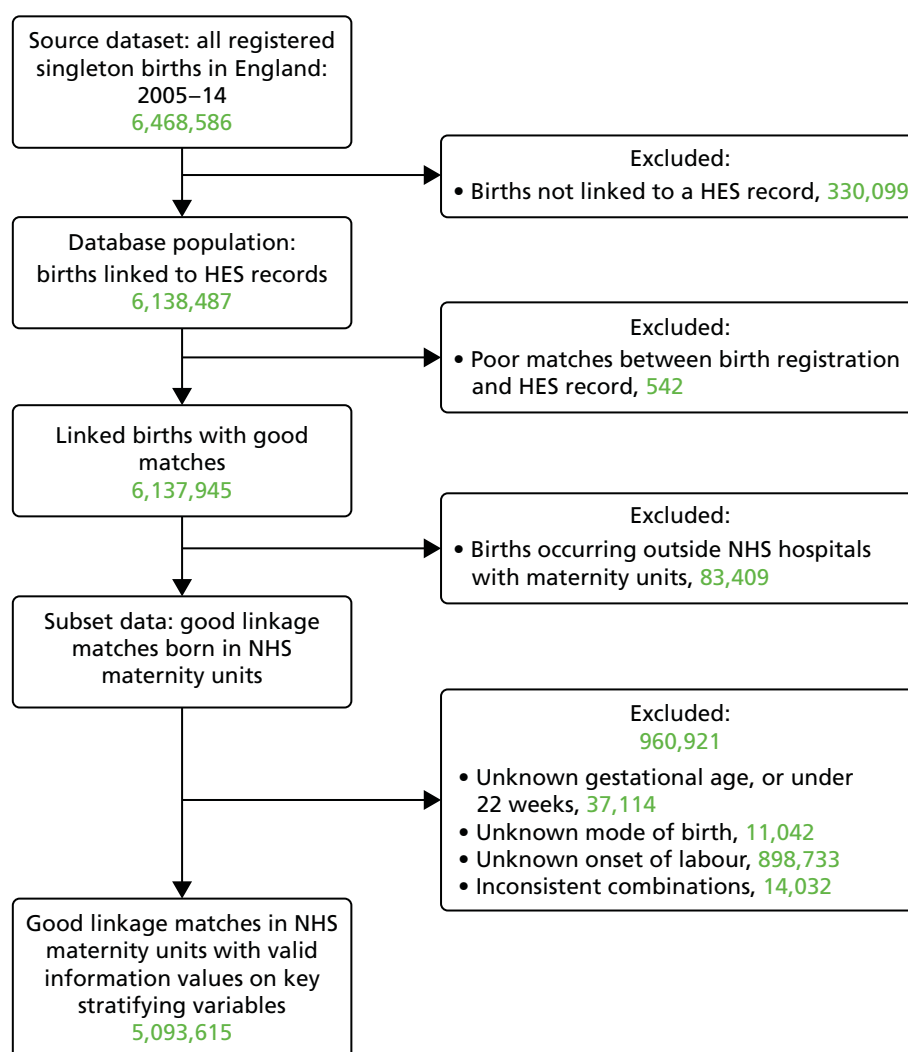 Source dataset: all registered
singleton births in England:
2005–14
6,468,586
Excluded:
• Births not linked to a HES record, 330,099
Database population:
births linked to HES records
6,138,487
Excluded:
• Poor matches between birth registration
and HES record, 542
Linked births with good
matches
6,137,945
Excluded:
• Births occurring outside NHS hospitals
with maternity units, 83,409
Subset data: good linkage
matches born in NHS
maternity units
Excluded:
960,921
• Unknown gestational age, or under
22 weeks, 37,114
• Unknown mode of birth, 11,042
• Unknown onset of labour, 898,733
• Inconsistent combinations, 14,032
Good linkage matches in NHS
maternity units with valid
information values on key
stratifying variables
5,093,615